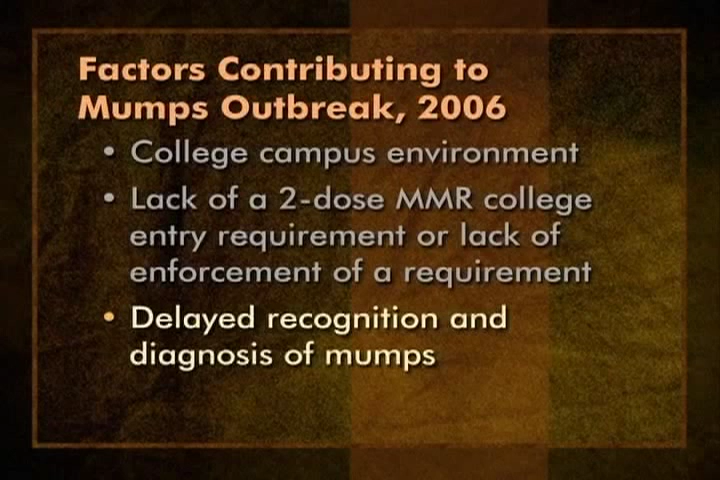 Factors Contributing to
Mumps Outbreak, 2006
• College campus environment
• Lack of a 2-dose MMR college
entry requirement or lack of
enforcement of a requirement
• Delayed recognition and
diagnosis of mumps